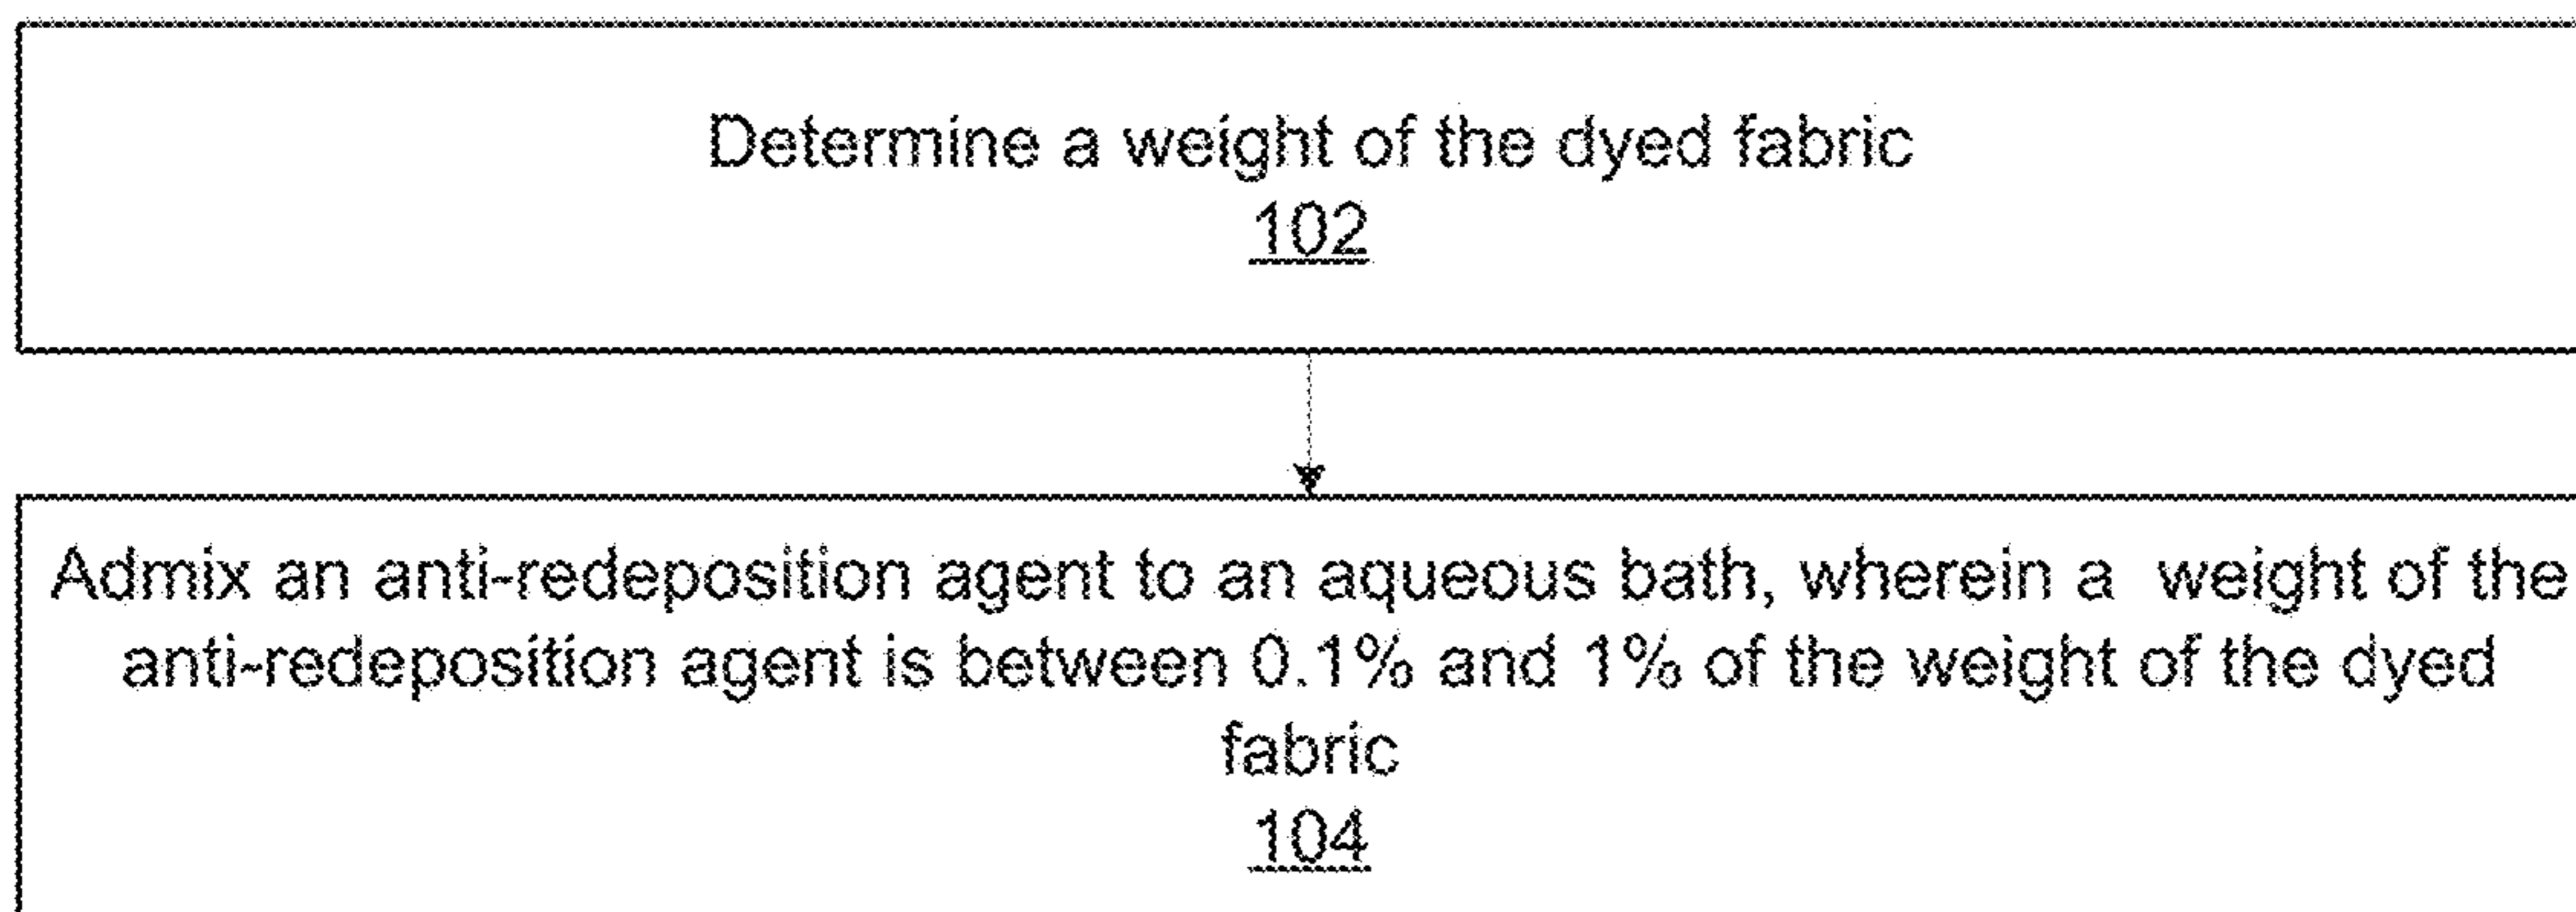 Determine a weight of the dyed fabric
102
Admix an anti-redeposition agent to an aqueous bath, wherein a weight of the
anti-redeposition agent is between 0.1% and 1% of the weight of the dyed
fabric
104